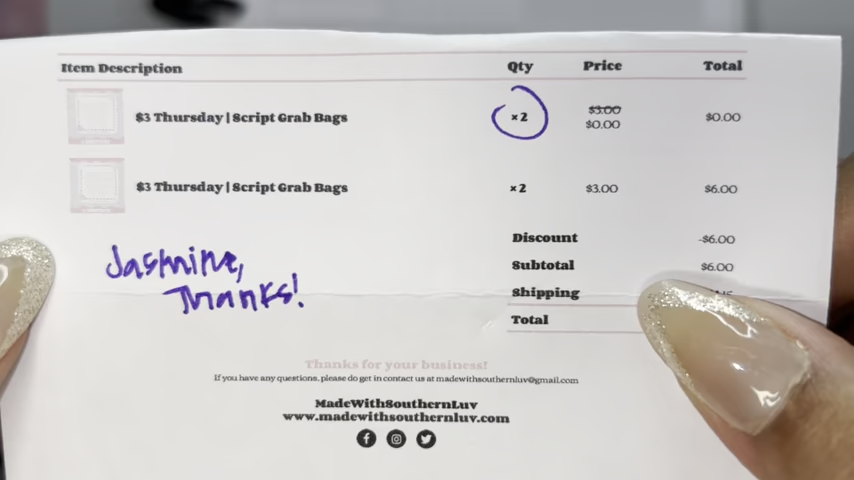 Item Description Qty Price Total
$3 Thursday | Script Grab Bags ×2 $3.00 $0.00
$0.00
$3 Thursday | Script Grab Bags ×2 $3.00 $6.00
Discount -$6.00
Subtotal $6.00
Shipping
Total
Jasmine,
Thanks!
Thanks for your business!
If you have any questions, please do get in contact us at madewithsouthernluv@gmail.com
MadeWithSouthernLuv
www.madewithsouthernluv.com